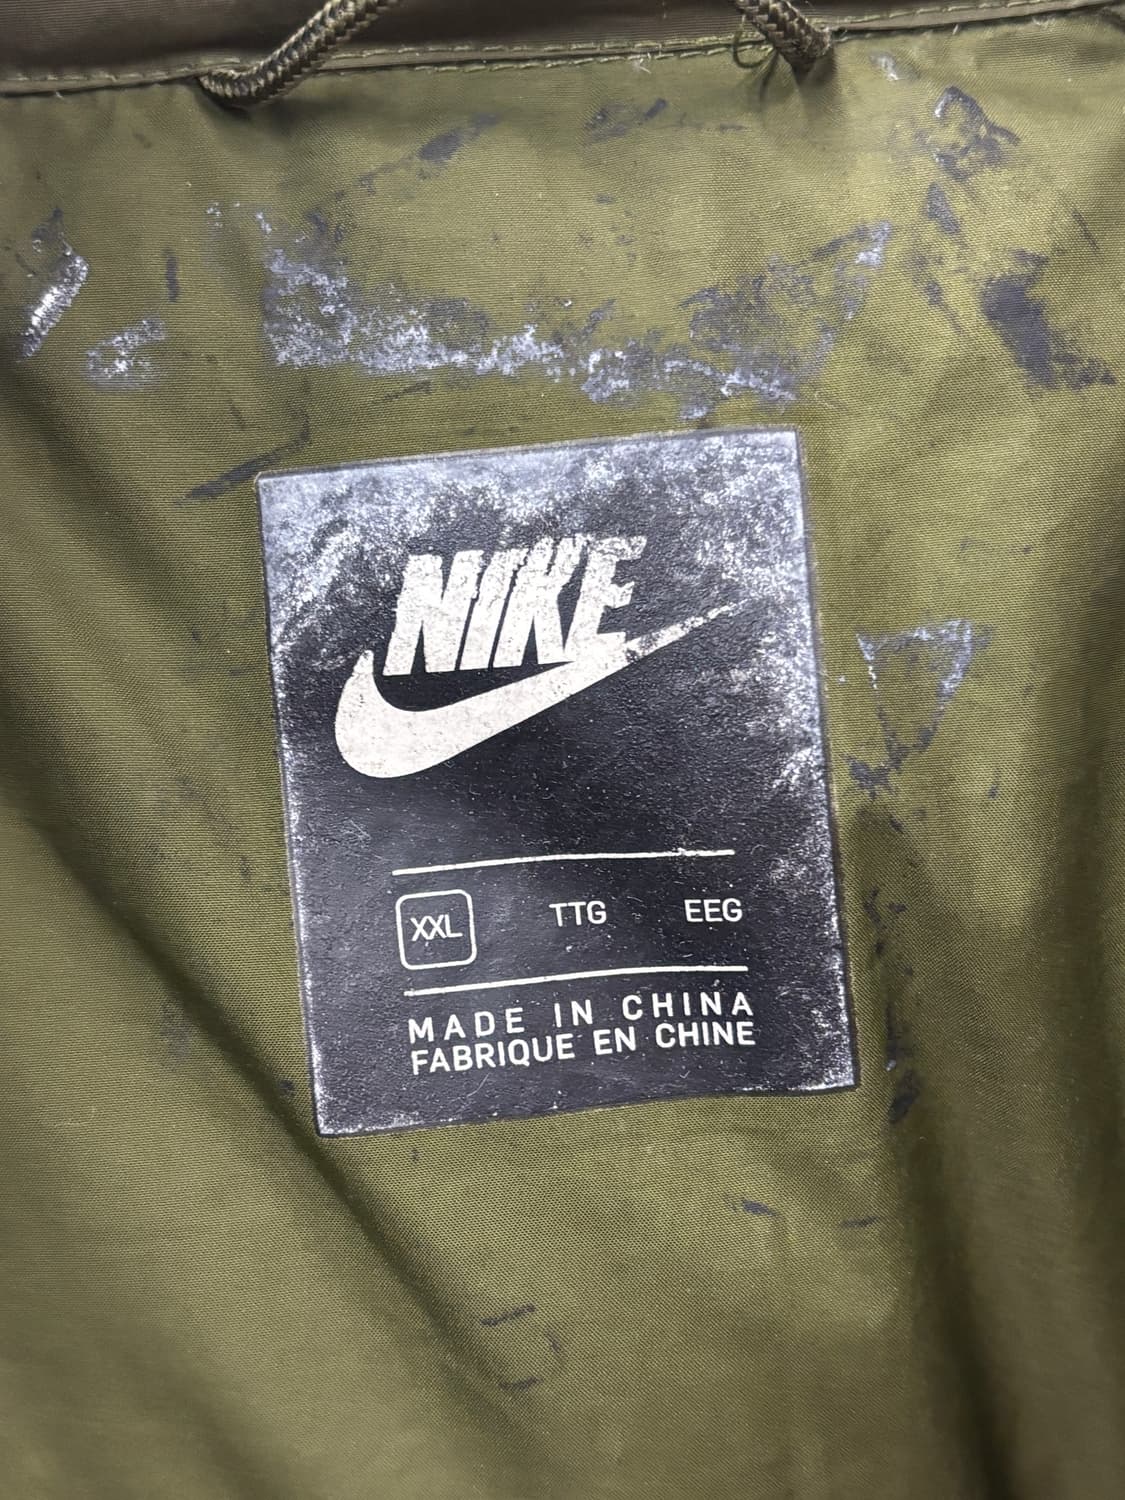 NIKE
XXL TTG EEG
MADE IN CHINA
FABRIQUE EN CHINE